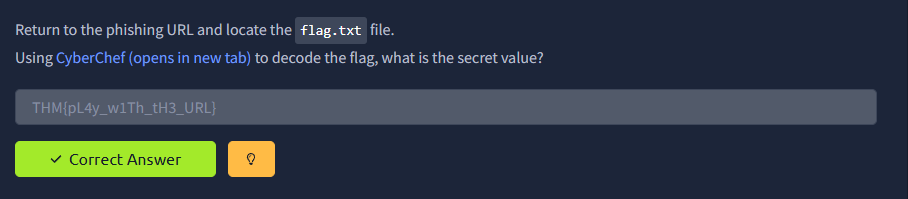 Return to the phishing URL and locate the flag.txt file.
Using CyberChef (opens in new tab) to decode the flag, what is the secret value?
THM{pL4y_w1Th_tH3_URL}
Correct Answer